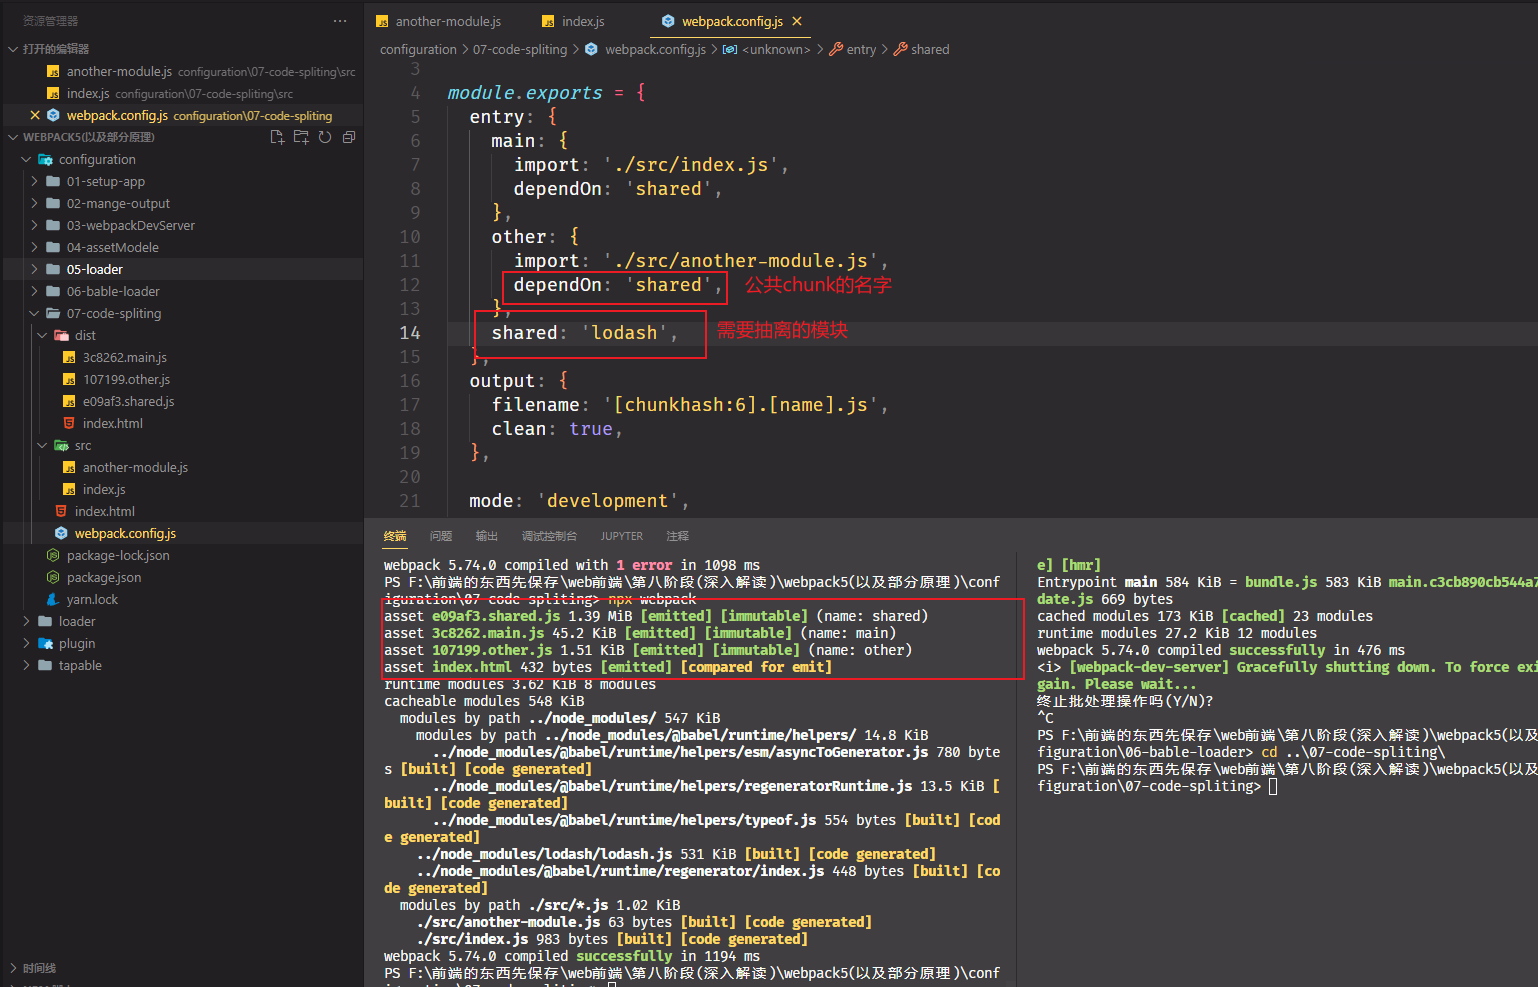 资源管理器
打开的编辑器
another-module.js configuration\07-code-spliting\src
index.js configuration\07-code-spliting\src
webpack.config.js configuration\07-code-spliting
WEBPACK5(以及部分原理)
configuration
01-setup-app
02-mange-output
03-webpackDevServer
04-assetModele
05-loader
06-bable-loader
07-code-spliting
dist
3c8262.main.js
107199.other.js
e09af3.shared.js
index.html
src
another-module.js
index.js
index.html
webpack.config.js
package-lock.json
package.json
yarn.lock
loader
plugin
tapable
时间线
another-module.js index.js webpack.config.js
configuration > 07-code-spliting > webpack.config.js > <unknown> > entry > shared
3
4 module.exports = {
5 entry: {
6 main: {
7 import: './src/index.js',
8 dependOn: 'shared',
9 },
10 other: {
11 import: './src/another-module.js',
12 dependOn: 'shared', 公共chunk的名字
13 },
14 shared: 'lodash', 需要抽离的模块
15 },
16 output: {
17 filename: '[chunkhash:6].[name].js',
18 clean: true,
19 },
20
21 mode: 'development',
终端 问题 输出 调试控制台 JUPYTER 注释
webpack 5.74.0 compiled with 1 error in 1098 ms
PS F:\前端的东西先保存\web前端\第八阶段(深入解读)\webpack5(以及部分原理)\conf
iguration\07-code-spliting> npx webpack
asset e09af3.shared.js 1.39 MiB [emitted] [immutable] (name: shared)
asset 3c8262.main.js 45.2 KiB [emitted] [immutable] (name: main)
asset 107199.other.js 1.51 KiB [emitted] [immutable] (name: other)
asset index.html 432 bytes [emitted] [compared for emit]
runtime modules 3.62 KiB 8 modules
cacheable modules 548 KiB
modules by path ../node_modules/ 547 KiB
modules by path ../node_modules/@babel/runtime/helpers/ 14.8 KiB
../node_modules/@babel/runtime/helpers/esm/asyncToGenerator.js 780 byte
s [built] [code generated]
../node_modules/@babel/runtime/helpers/regeneratorRuntime.js 13.5 KiB [
built] [code generated]
../node_modules/@babel/runtime/helpers/typeof.js 554 bytes [built] [cod
e generated]
../node_modules/lodash/lodash.js 531 KiB [built] [code generated]
../node_modules/@babel/runtime/regenerator/index.js 448 bytes [built] [co
de generated]
modules by path ./src/*.js 1.02 KiB
./src/another-module.js 63 bytes [built] [code generated]
./src/index.js 983 bytes [built] [code generated]
webpack 5.74.0 compiled successfully in 1194 ms
PS F:\前端的东西先保存\web前端\第八阶段(深入解读)\webpack5(以及部分原理)\conf
e] [hmr]
Entrypoint main 584 KiB = bundle.js 583 KiB main.c3cb890cb544a7
date.js 669 bytes
cached modules 173 KiB [cached] 23 modules
runtime modules 27.2 KiB 12 modules
webpack 5.74.0 compiled successfully in 476 ms
<i> [webpack-dev-server] Gracefully shutting down. To force exi
gain. Please wait...
终止批处理操作吗(Y/N)?
^C
PS F:\前端的东西先保存\web前端\第八阶段(深入解读)\webpack5(以及
figuration\06-bable-loader> cd ..\07-code-spliting\
PS F:\前端的东西先保存\web前端\第八阶段(深入解读)\webpack5(以及
figuration\07-code-spliting>